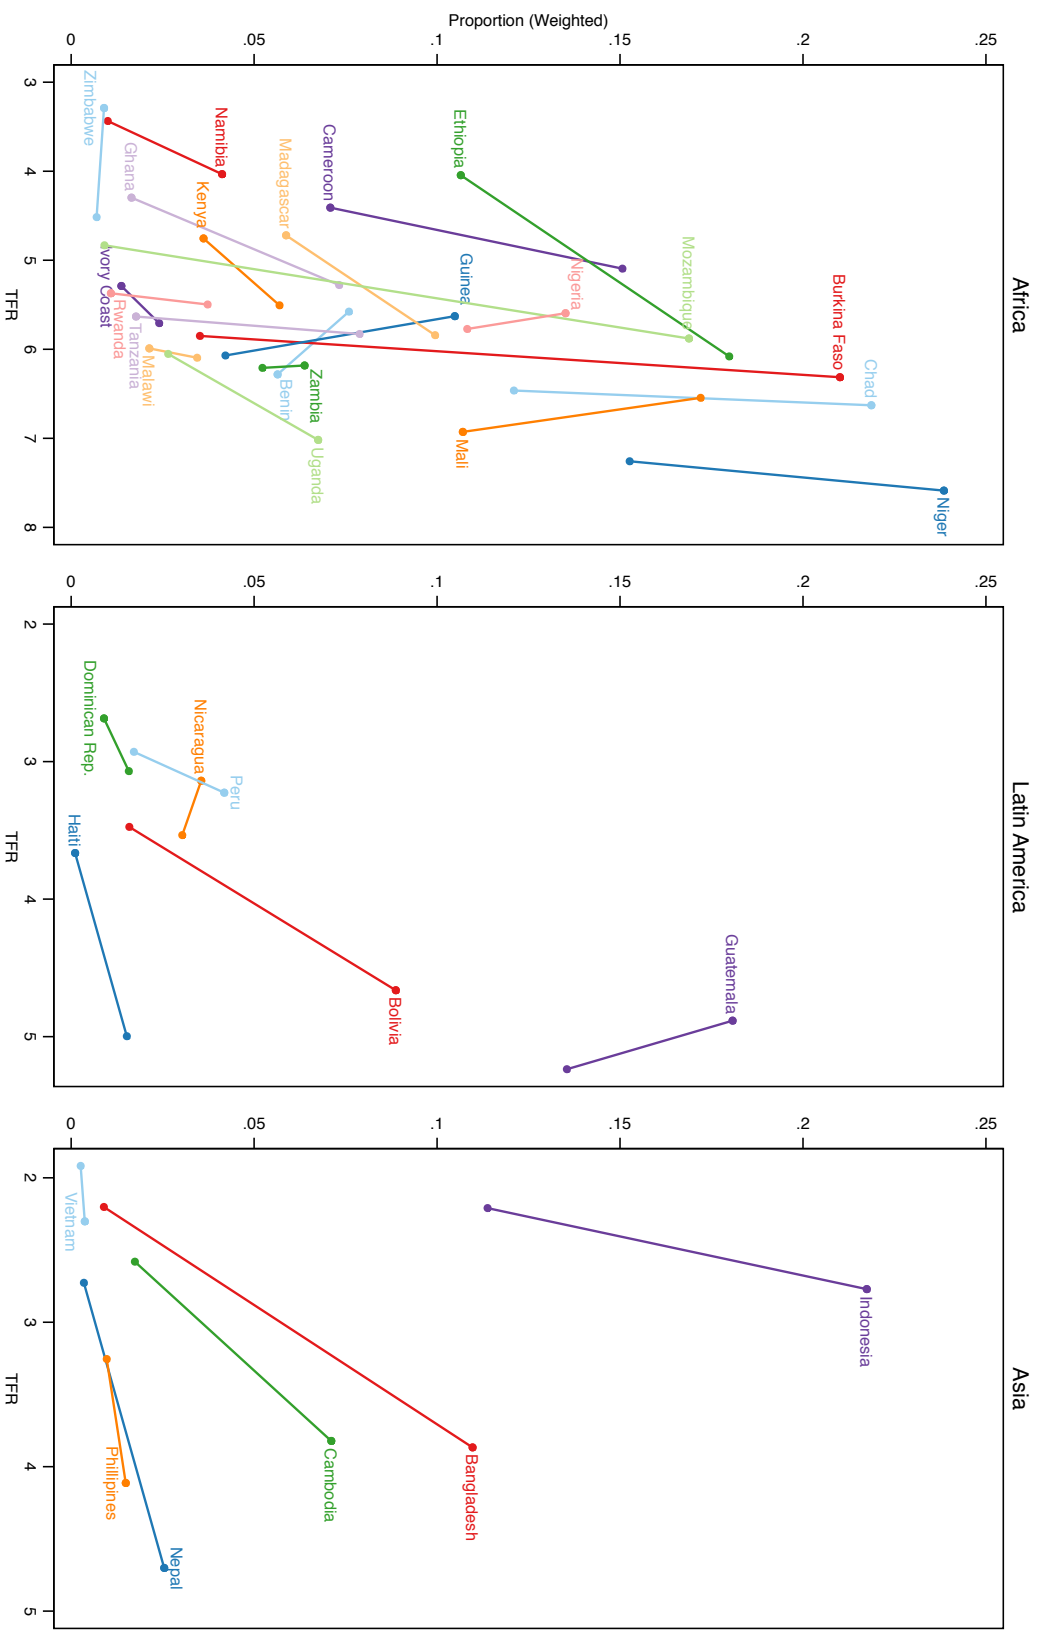 Proportion (Weighted)
0
.05
.1
.15
.2
.25
Africa
3
4
5
6
7
8
TFR
Zimbabwe
Namibia
Ghana
Kenya
Madagascar
Cameroon
Ethiopia
Ivory Coast
Rwanda
Tanzania
Malawi
Guinea
Nigeria
Mozambique
Burkina Faso
Chad
Benin
Zambia
Uganda
Mali
Niger
0
.05
.1
.15
.2
.25
Latin America
2
3
4
5
TFR
Dominican Rep.
Nicaragua
Peru
Haiti
Bolivia
Guatemala
0
.05
.1
.15
.2
.25
Asia
2
3
4
5
TFR
Vietnam
Indonesia
Phillipines
Cambodia
Bangladesh
Nepal